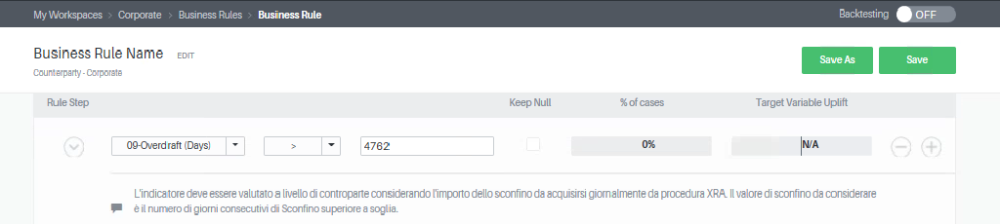 My Workspaces > Corporate > Business Rules > Business Rule Backtesting OFF
Business Rule Name EDIT
Counterparty - Corporate
Save As Save
Rule Step Keep Null % of cases Target Variable Uplift
09-Overdraft (Days) > 4762 0% N/A
L'indicatore deve essere valutato a livello di controparte considerando l'importo dello sconfino da acquisirsi giornalmente da procedura XRA. Il valore di sconfino da considerare
è il numero di giorni consecutivi di Sconfino superiore a soglia.